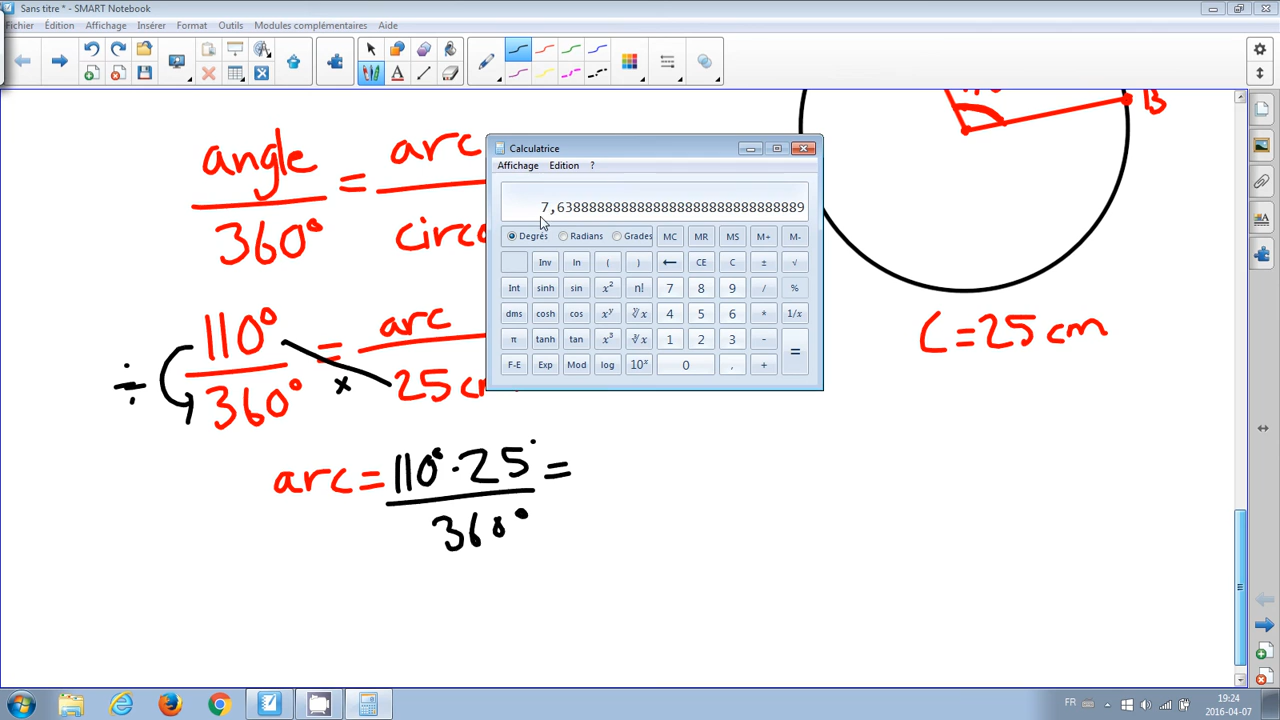 Sans titre * - SMART Notebook
Fichier Édition Affichage Insérer Format Outils Modules complémentaires Aide
angle
360°
=
arc
circo
110°
360°
=
arc
25 cm
÷
×
arc = 110° · 25 =
360°
B
C = 25 cm
Calculatrice
Affichage Edition ?
7,6388888888888888888888888888889
Degrés Radians Grades MC MR MS M+ M-
Inv ln ( ) ← CE C ± √
Int sinh sin x² n! 7 8 9 / %
dms cosh cos xʸ ʸ√x 4 5 6 * 1/x
π tanh tan x³ ³√x 1 2 3 - =
F-E Exp Mod log 10ˣ 0 , +
FR
19:24
2016-04-07